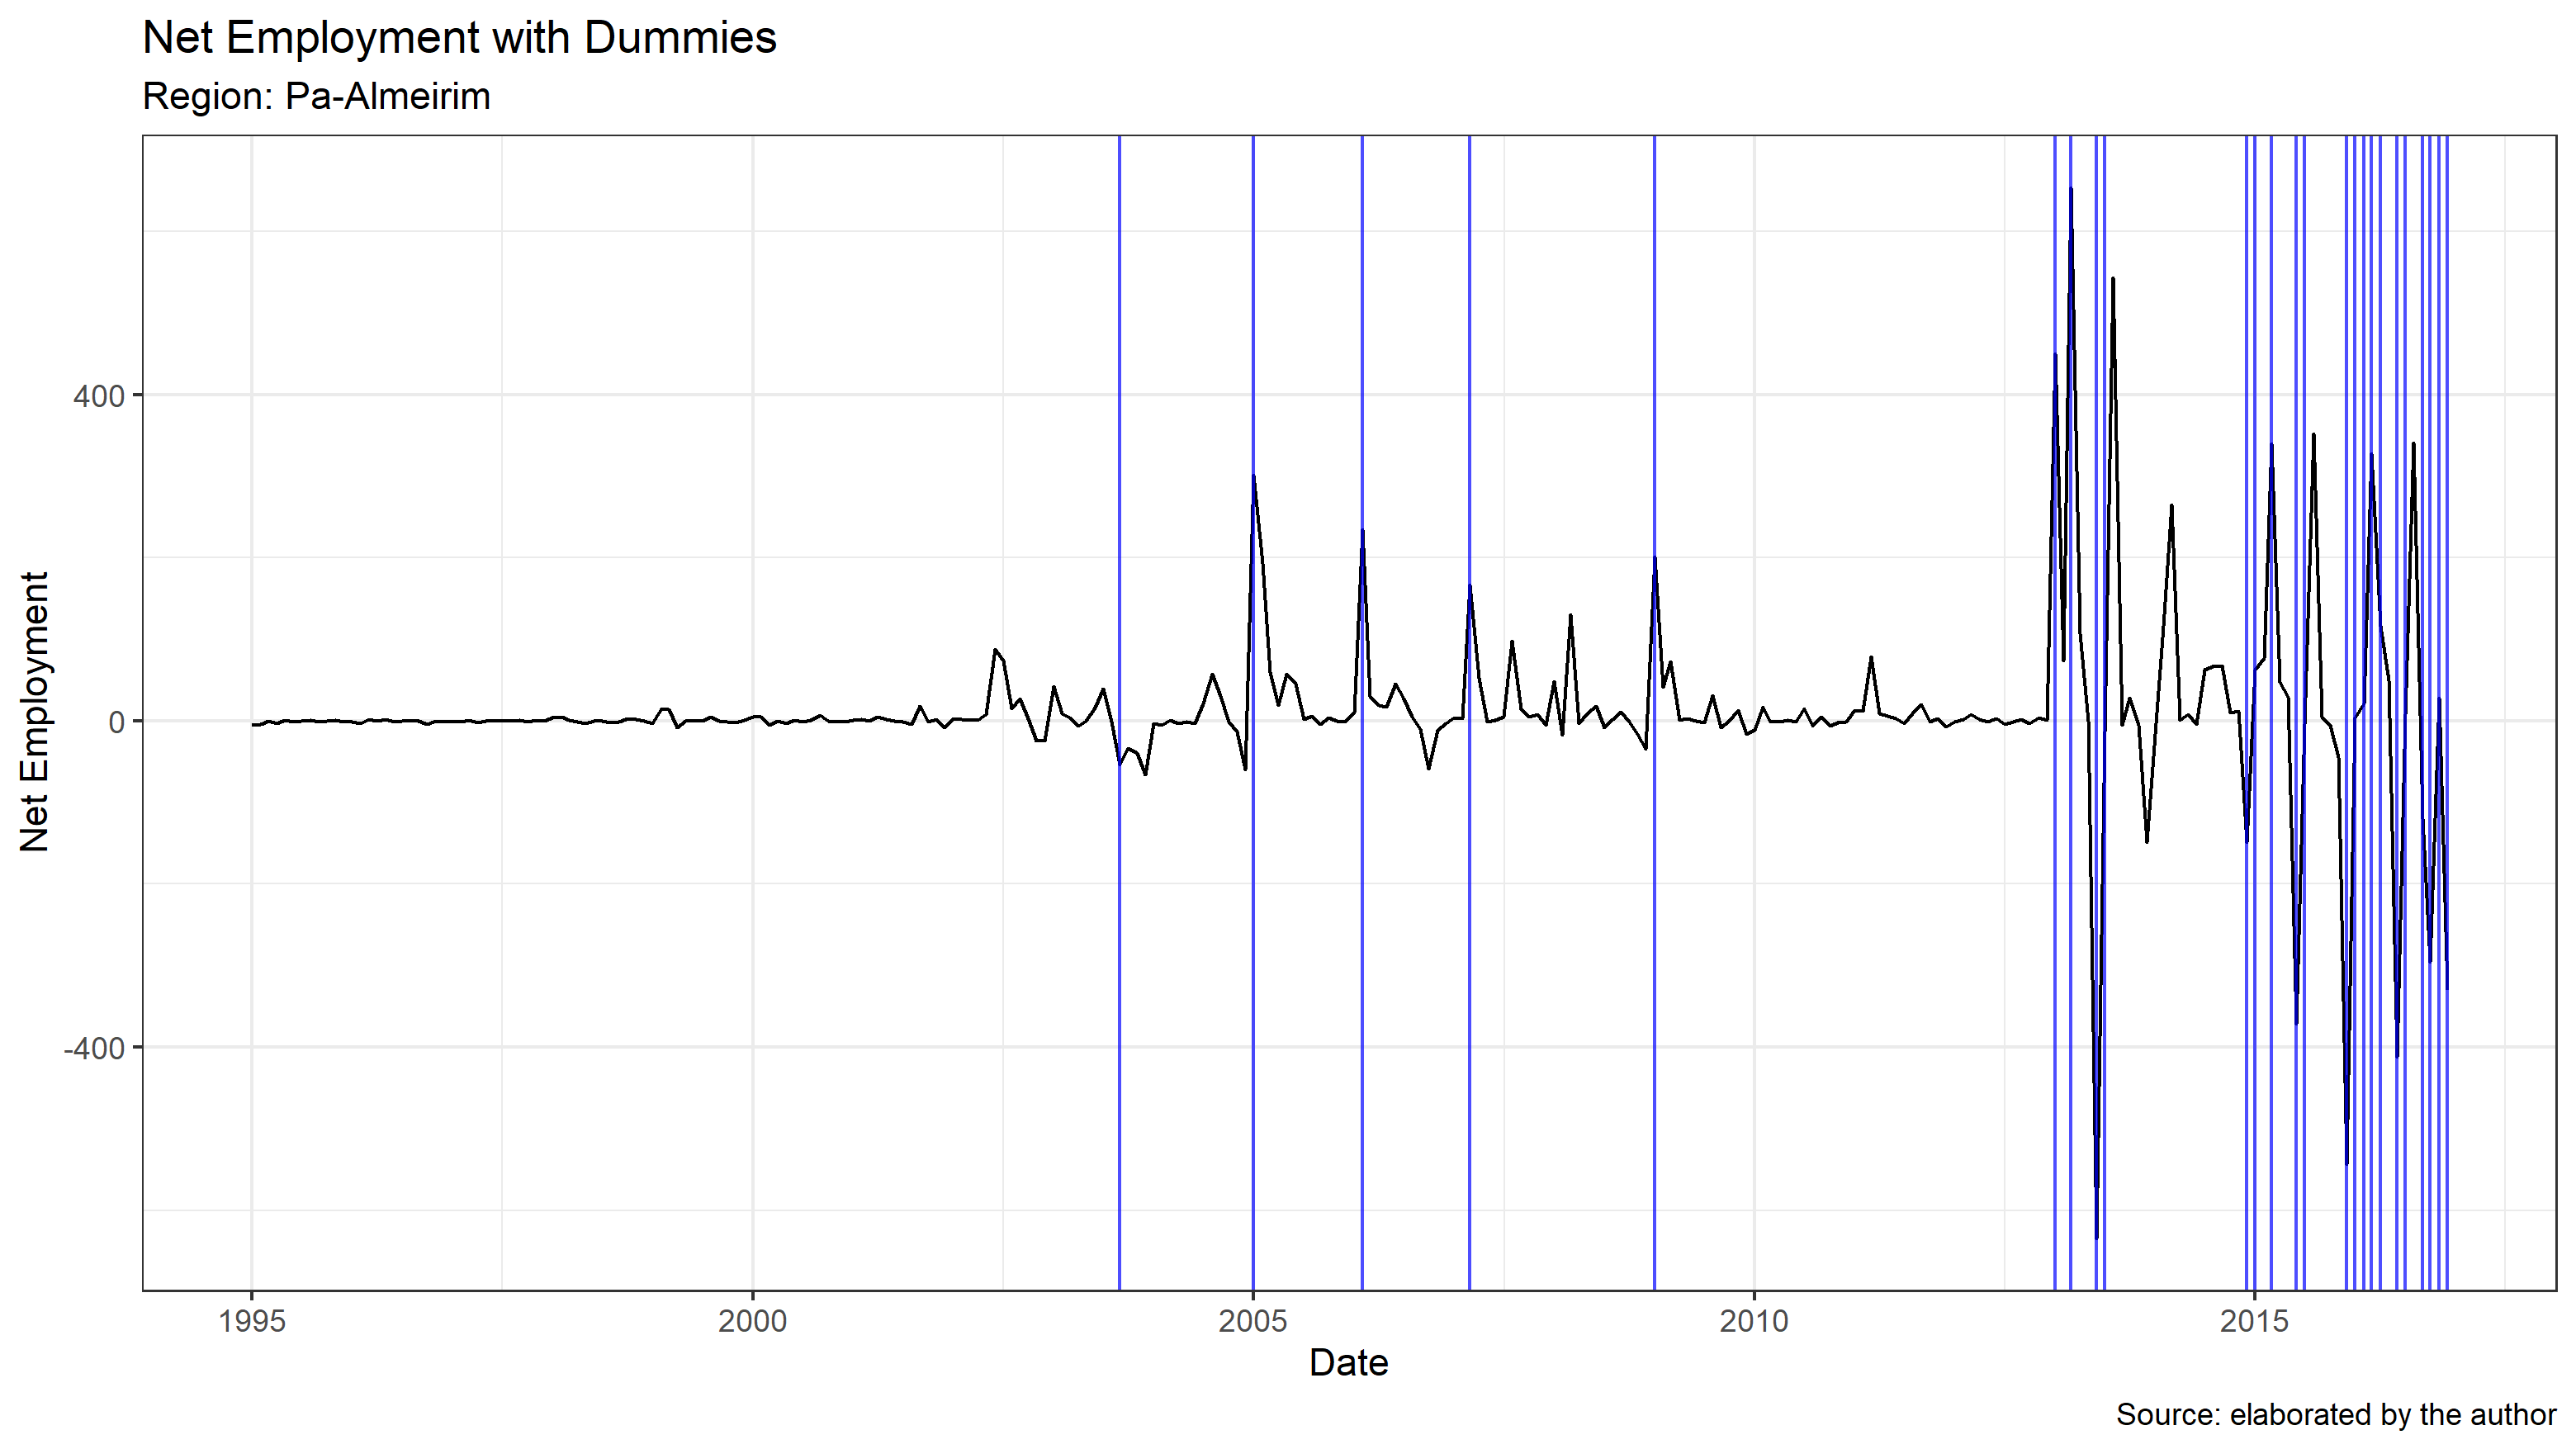 Net Employment with Dummies
Region: Pa-Almeirim
Net Employment
400
0
-400
1995
2000
2005
2010
2015
Date
Source: elaborated by the author